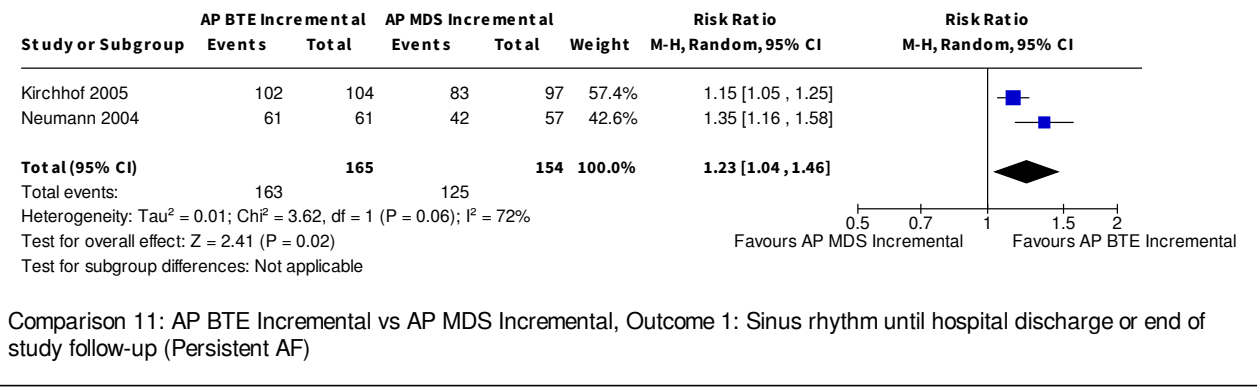 AP BTE Incremental AP MDS Incremental Risk Ratio Risk Ratio
Study or Subgroup Events Total Events Total Weight M-H, Random, 95% CI M-H, Random, 95% CI
Kirchhof 2005 102 104 83 97 57.4% 1.15 [1.05 , 1.25]
Neumann 2004 61 61 42 57 42.6% 1.35 [1.16 , 1.58]
Total (95% CI) 165 154 100.0% 1.23 [1.04 , 1.46]
Total events: 163 125
Heterogeneity: Tau² = 0.01; Chi² = 3.62, df = 1 (P = 0.06); I² = 72%
0.5 0.7 1 1.5 2
Test for overall effect: Z = 2.41 (P = 0.02) Favours AP MDS Incremental Favours AP BTE Incremental
Test for subgroup differences: Not applicable
Comparison 11: AP BTE Incremental vs AP MDS Incremental, Outcome 1: Sinus rhythm until hospital discharge or end of
study follow-up (Persistent AF)